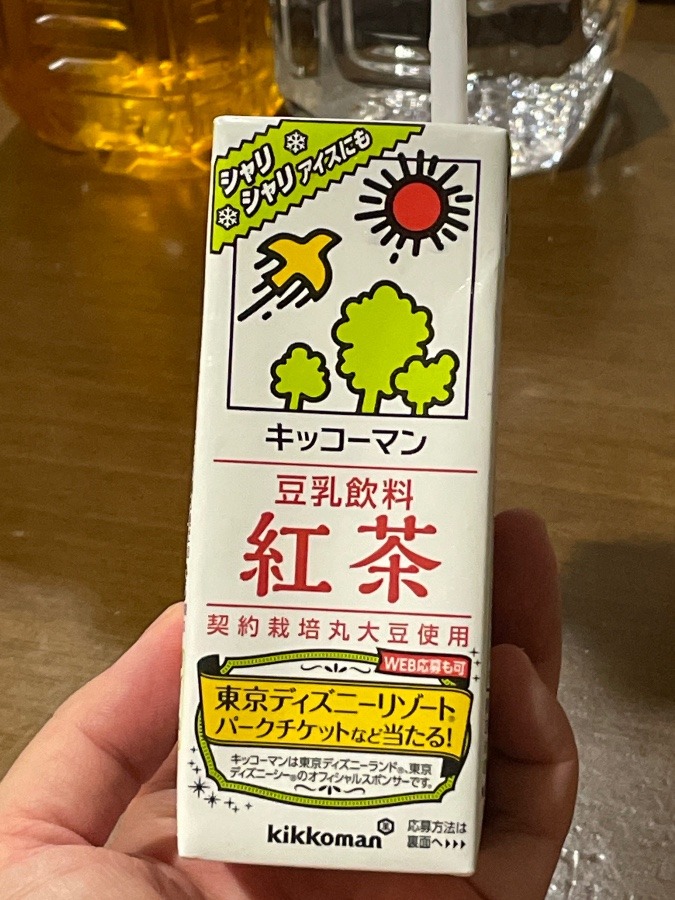 シャリ
シャリアイスにも
キッコーマン
豆乳飲料
紅茶
契約栽培丸大豆使用
WEB応募も可
東京ディズニーリゾート®
パークチケットなど当たる!
キッコーマンは東京ディズニーランド®、東京
ディズニーシー®のオフィシャルスポンサーです。
kikkoman
応募方法は
裏面へ